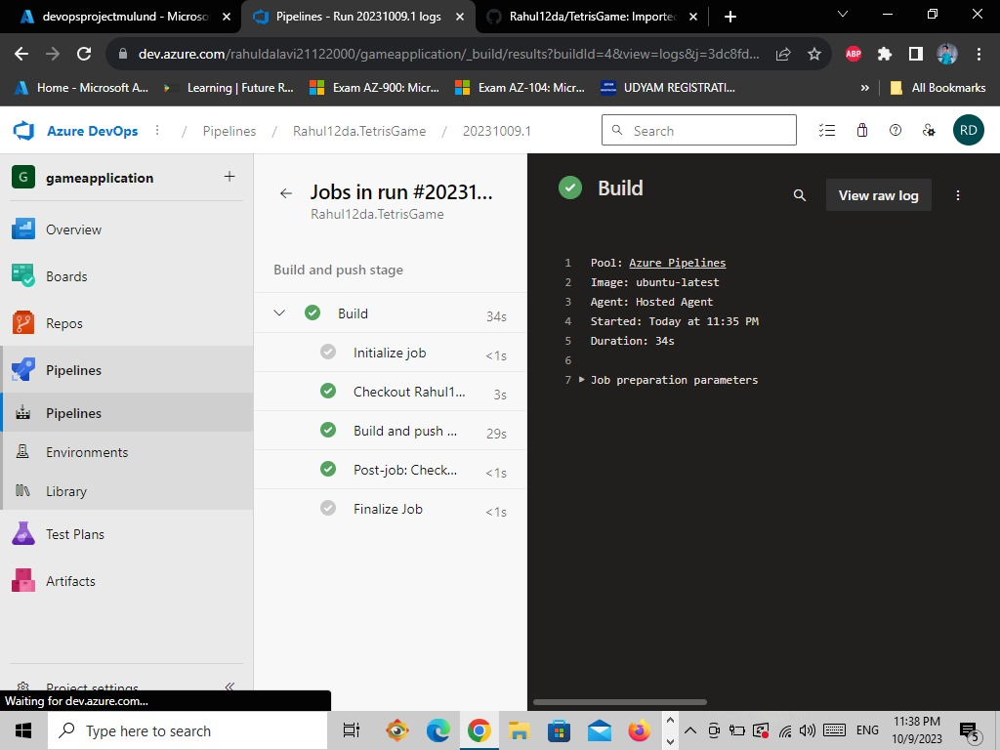 devopsprojectmulund - Microso
Pipelines - Run 20231009.1 logs
Rahul12da/TetrisGame: Importe
dev.azure.com/rahuldalavi21122000/gameapplication/_build/results?buildId=4&view=logs&j=3dc8fd...
ABP
Home - Microsoft A...
Learning | Future R...
Exam AZ-900: Micr...
Exam AZ-104: Micr...
UDYAM REGISTRATI...
»
All Bookmarks
Azure DevOps / Pipelines / Rahul12da.TetrisGame / 20231009.1
Search
RD
G gameapplication +
Overview
Boards
Repos
Pipelines
Pipelines
Environments
Library
Test Plans
Artifacts
Project settings
Waiting for dev.azure.com...
Jobs in run #20231...
Rahul12da.TetrisGame
Build and push stage
Build 34s
Initialize job <1s
Checkout Rahul1... 3s
Build and push ... 29s
Post-job: Check... <1s
Finalize Job <1s
Build
View raw log
1 Pool: Azure Pipelines
2 Image: ubuntu-latest
3 Agent: Hosted Agent
4 Started: Today at 11:35 PM
5 Duration: 34s
6
7 Job preparation parameters
Type here to search
ENG
11:38 PM
10/9/2023
5